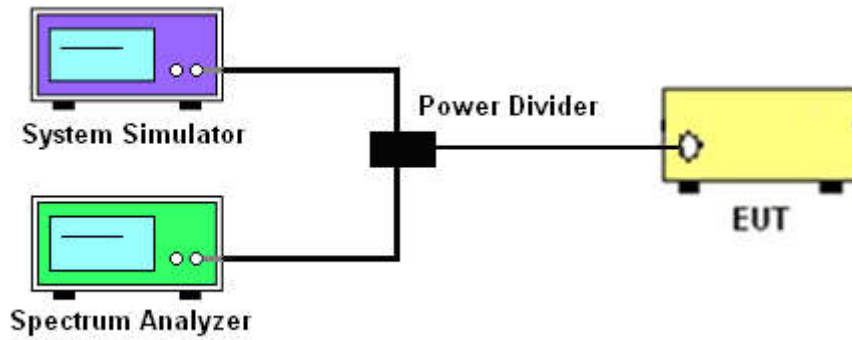 System Simulator
Power Divider
EUT
Spectrum Analyzer